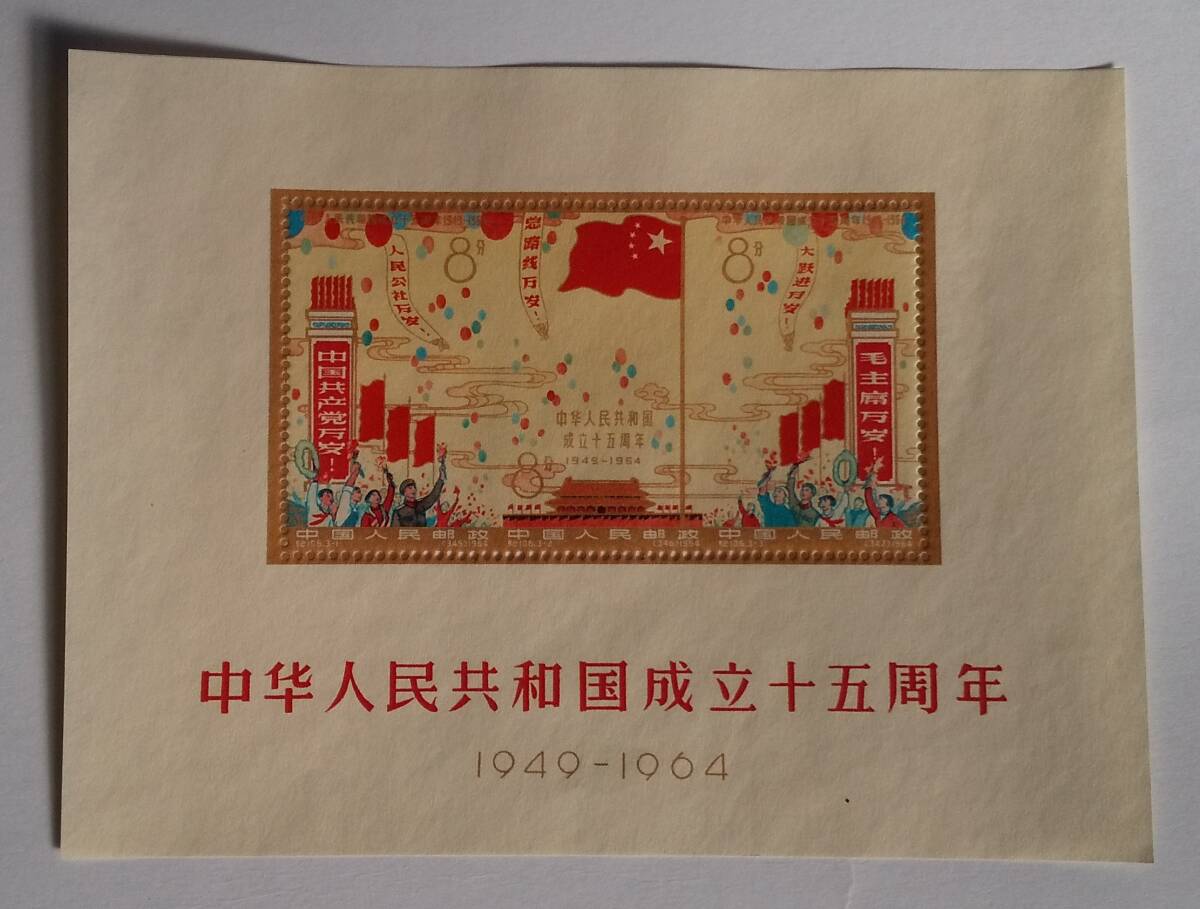 8分
8分
人民公社万岁！
总路线万岁！
大跃进万岁！
中国共产党万岁！
毛主席万岁！
中华人民共和国
成立十五周年
1949-1964
8分
中国人民邮政
中国人民邮政
中国人民邮政
中华人民共和国成立十五周年
1949-1964